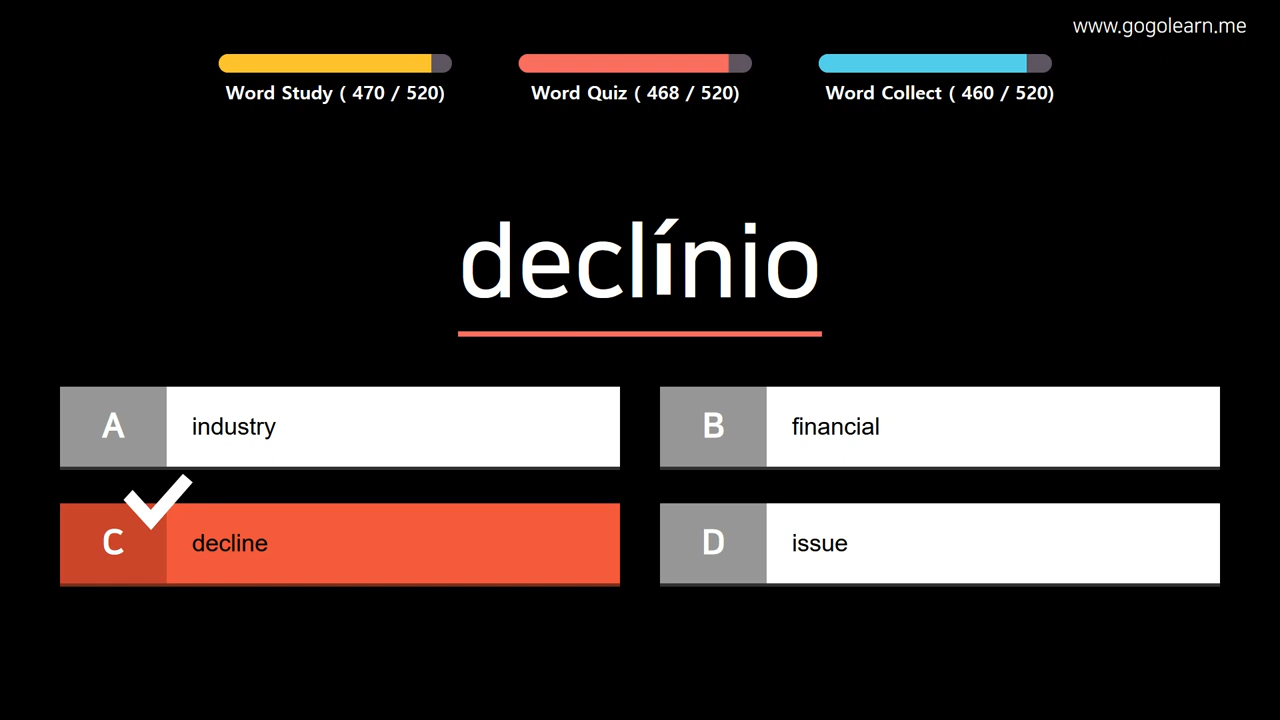 www.gogolearn.me
Word Study ( 470 / 520)
Word Quiz ( 468 / 520)
Word Collect ( 460 / 520)
declínio
A industry
B financial
C decline
D issue